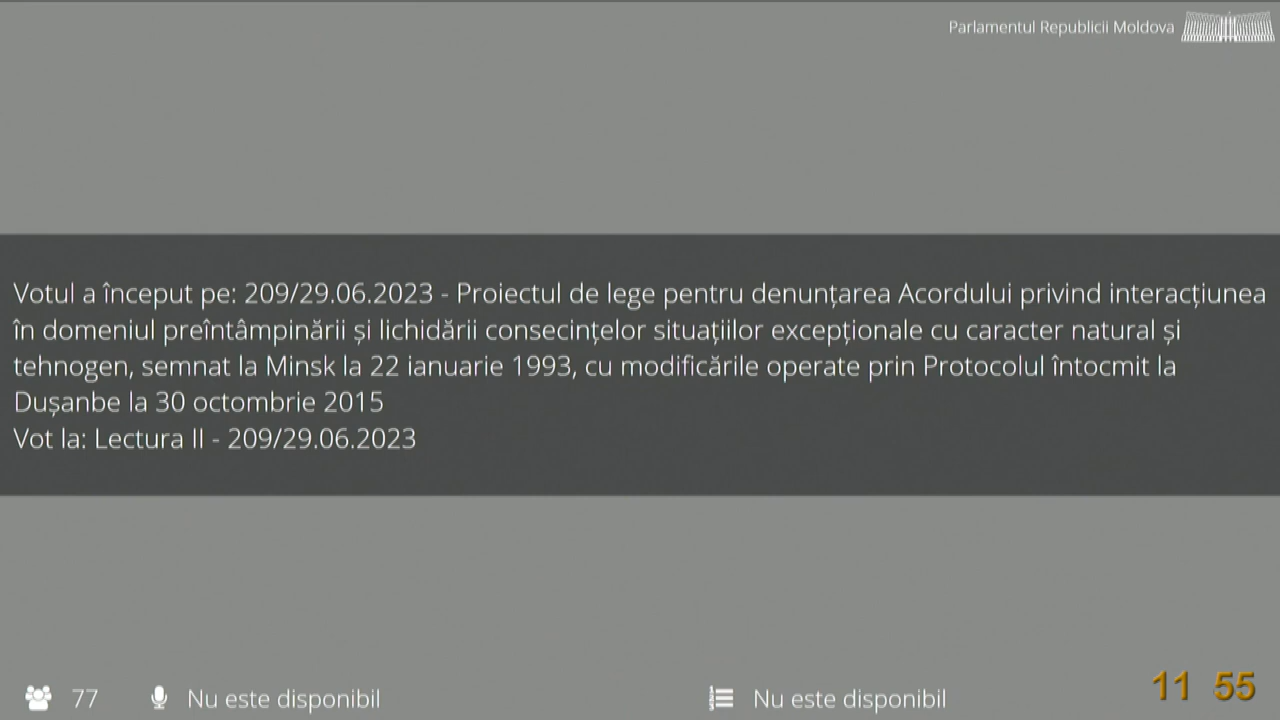 Parlamentul Republicii Moldova
Votul a început pe: 209/29.06.2023 - Proiectul de lege pentru denunțarea Acordului privind interacțiunea
în domeniul preîntâmpinării și lichidării consecințelor situațiilor excepționale cu caracter natural și
tehnogen, semnat la Minsk la 22 ianuarie 1993, cu modificările operate prin Protocolul întocmit la
Dușanbe la 30 octombrie 2015
Vot la: Lectura II - 209/29.06.2023
77 Nu este disponibil Nu este disponibil 11 55